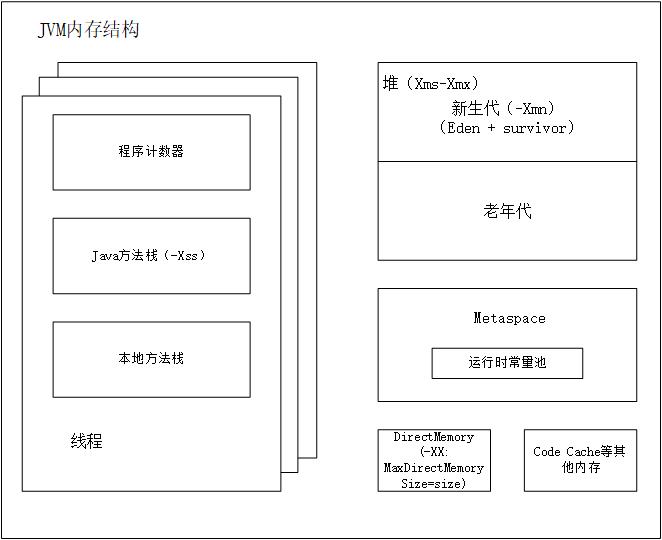 JVM内存结构
程序计数器
Java方法栈（-Xss）
本地方法栈
线程
堆（Xms-Xmx）
新生代（-Xmn）
(Eden + survivor)
老年代
Metaspace
运行时常量池
DirectMemory
(-XX:
MaxDirectMemory
Size=size)
Code Cache等其
他内存